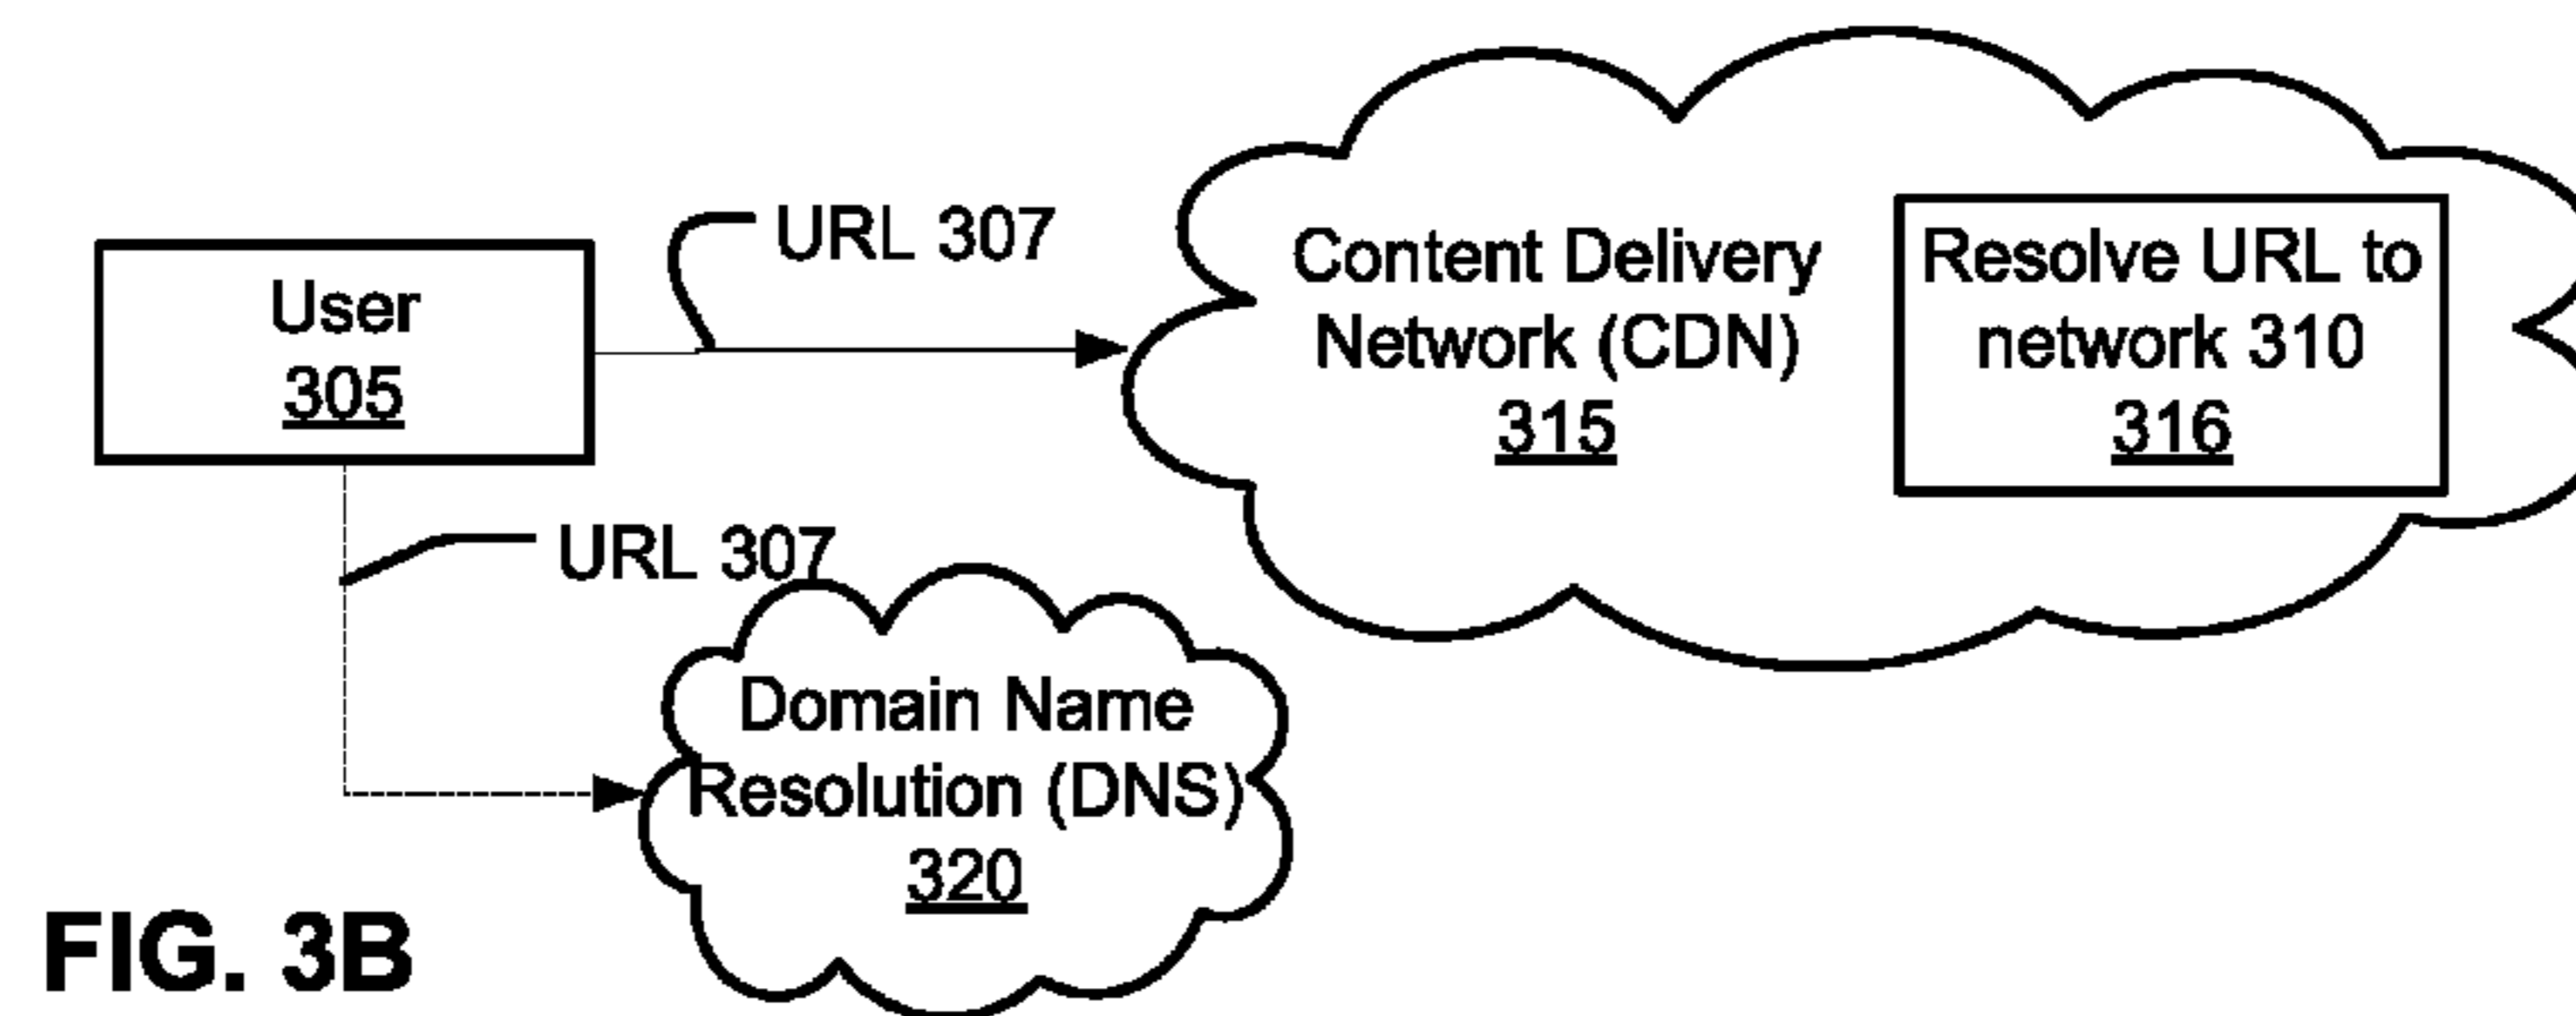 URL 307
User
305
Content Delivery
Network (CDN)
315
Resolve URL to
network 310
316
URL 307
Domain Name
Resolution (DNS)
320
FIG. 3B